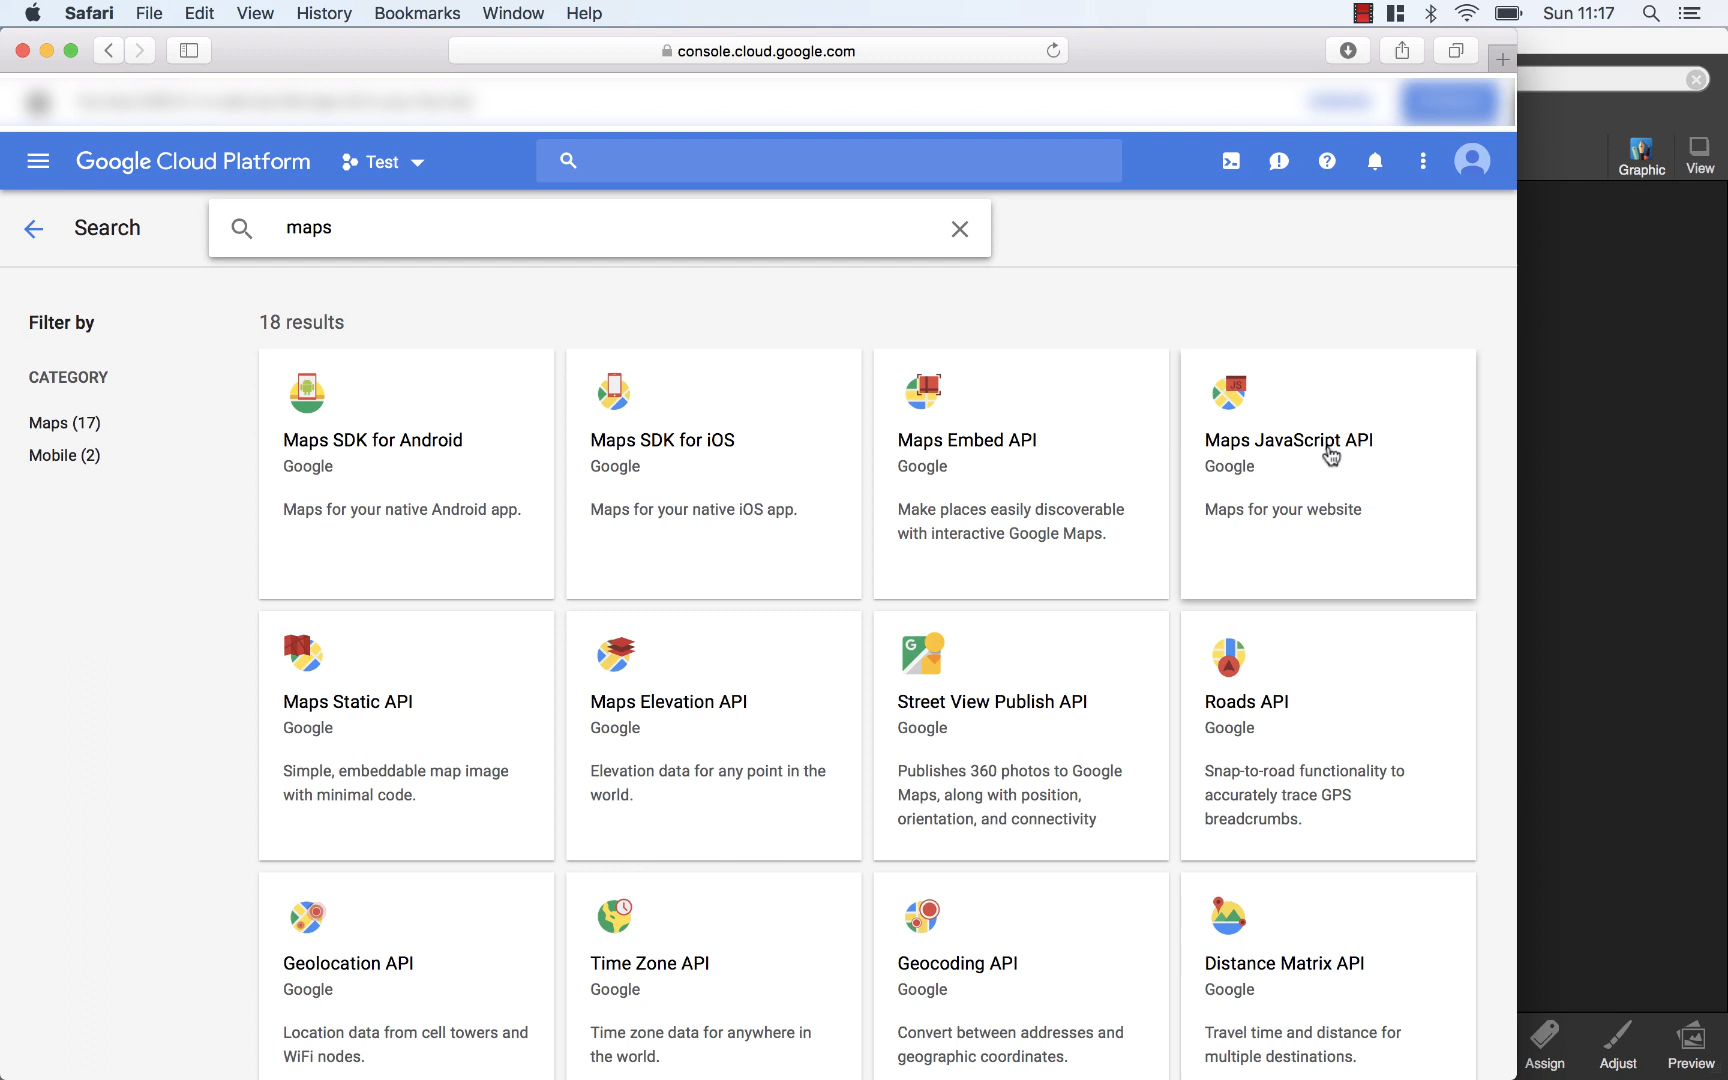 Safari File Edit View History Bookmarks Window Help Sun 11:17
console.cloud.google.com
Google Cloud Platform Test
Search maps
Graphic View
Filter by
CATEGORY
Maps (17)
Mobile (2)
18 results
Maps SDK for Android
Google
Maps for your native Android app.
Maps SDK for iOS
Google
Maps for your native iOS app.
Maps Embed API
Google
Make places easily discoverable
with interactive Google Maps.
JS
Maps JavaScript API
Google
Maps for your website
Maps Static API
Google
Simple, embeddable map image
with minimal code.
Maps Elevation API
Google
Elevation data for any point in the
world.
G
Street View Publish API
Google
Publishes 360 photos to Google
Maps, along with position,
orientation, and connectivity
Roads API
Google
Snap-to-road functionality to
accurately trace GPS
breadcrumbs.
Geolocation API
Google
Location data from cell towers and
WiFi nodes.
Time Zone API
Google
Time zone data for anywhere in
the world.
Geocoding API
Google
Convert between addresses and
geographic coordinates.
Distance Matrix API
Google
Travel time and distance for
multiple destinations.
Assign Adjust Preview